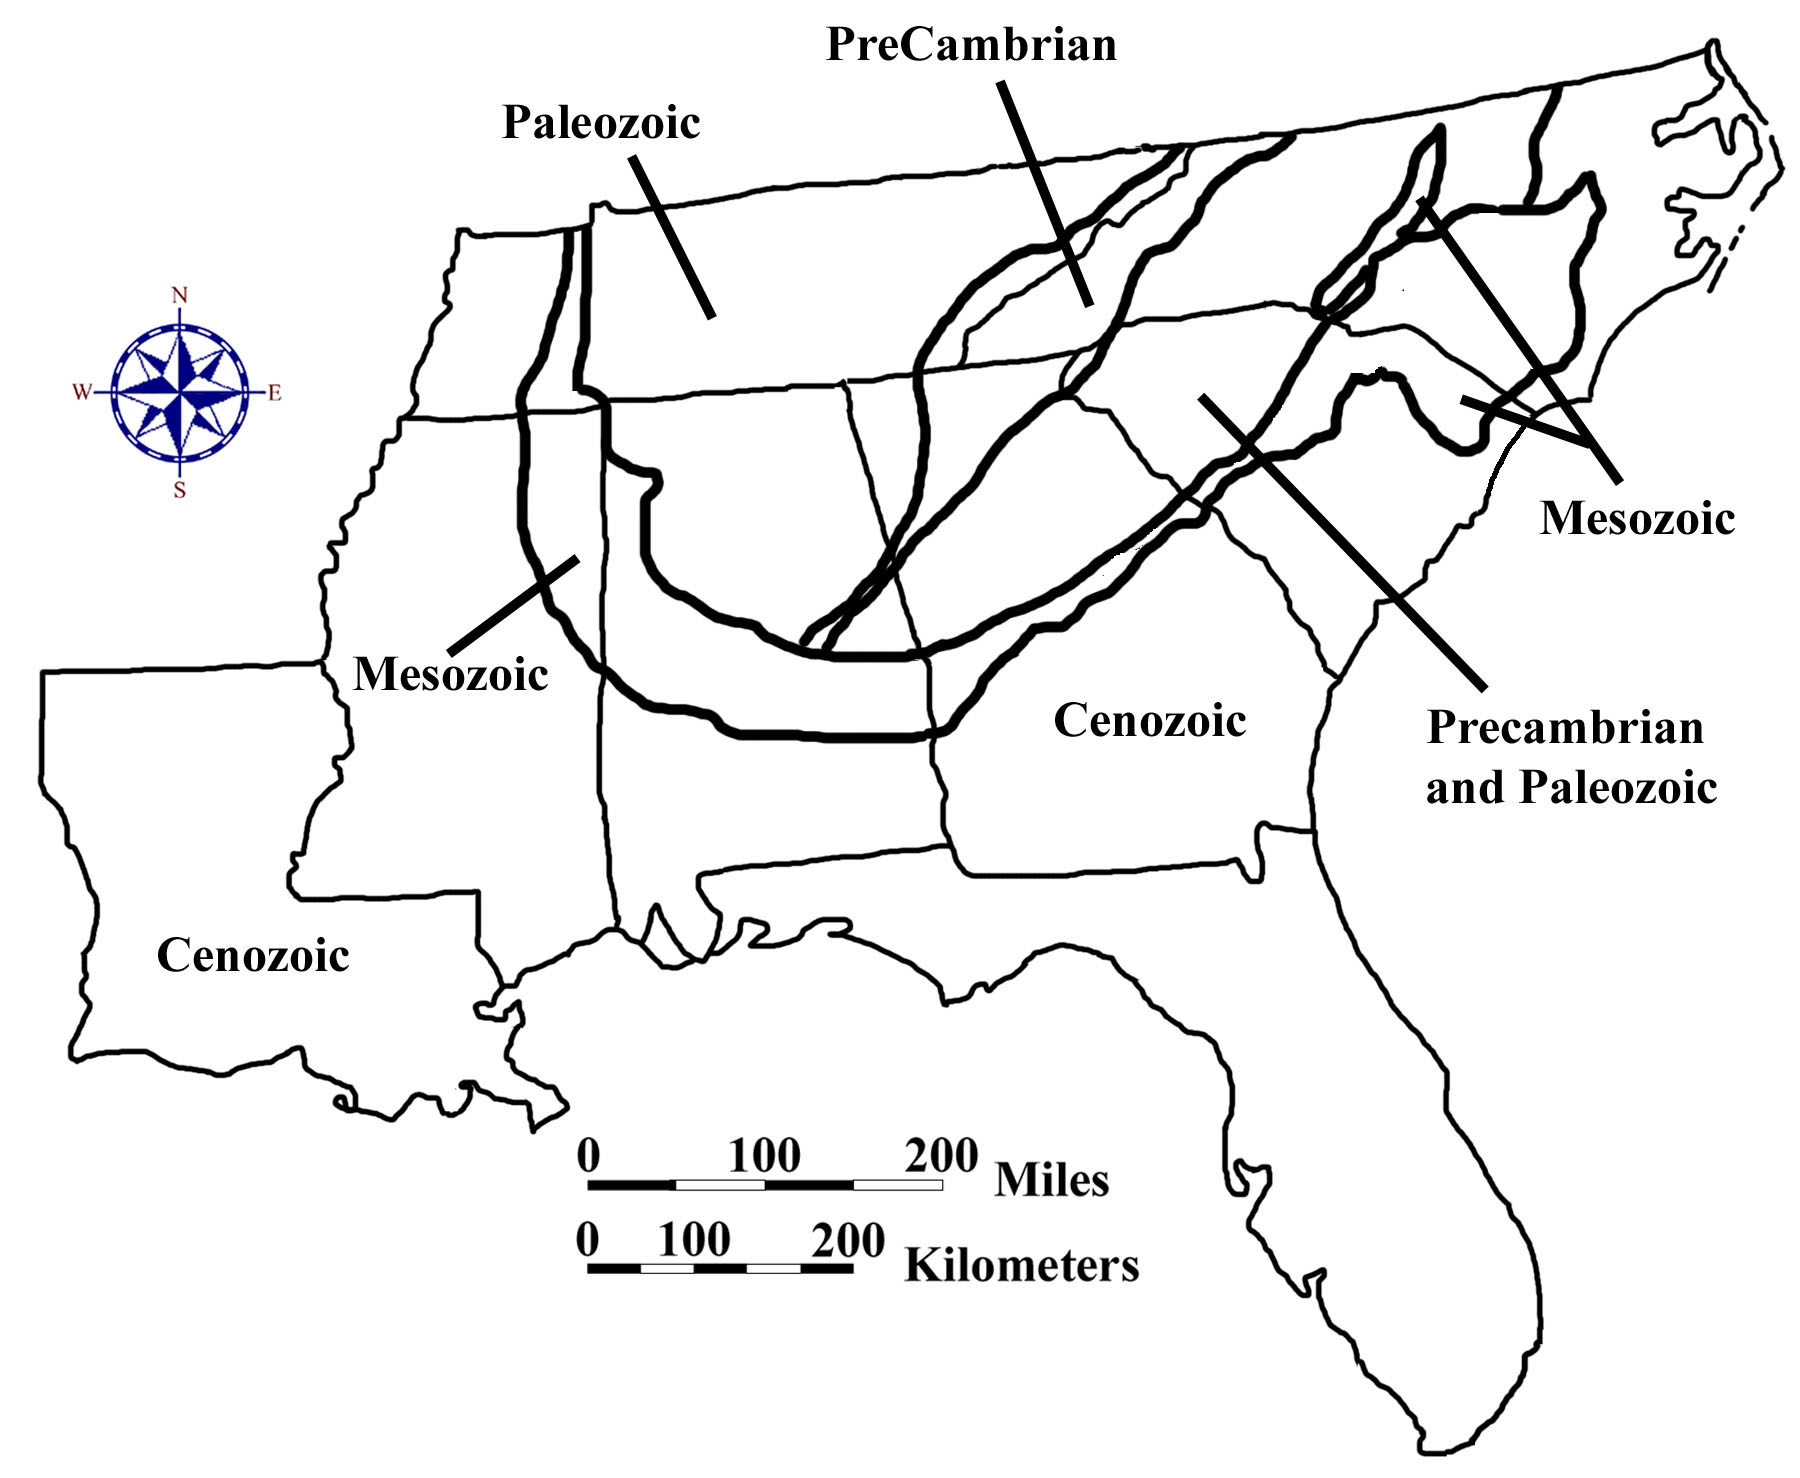 PreCambrian
Paleozoic
N
W
E
S
Mesozoic
Mesozoic
Cenozoic
Precambrian
and Paleozoic
Cenozoic
0 100 200 Miles
0 100 200 Kilometers